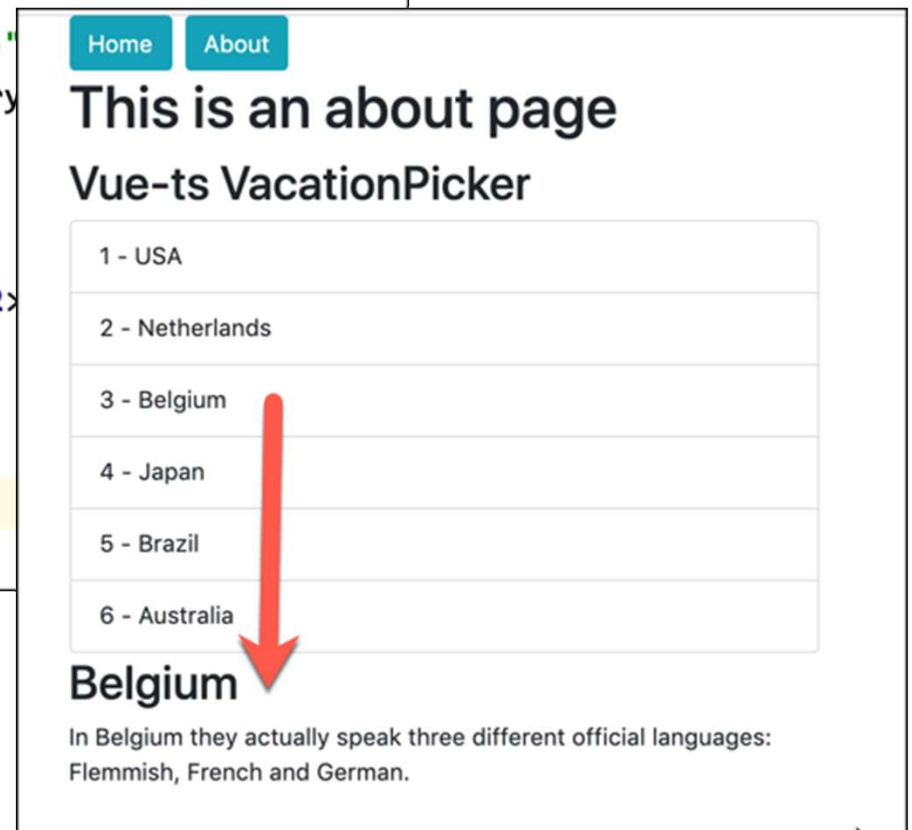 Home About
This is an about page
Vue-ts VacationPicker
1 - USA
2 - Netherlands
3 - Belgium
4 - Japan
5 - Brazil
6 - Australia
Belgium
In Belgium they actually speak three different official languages:
Flemmish, French and German.